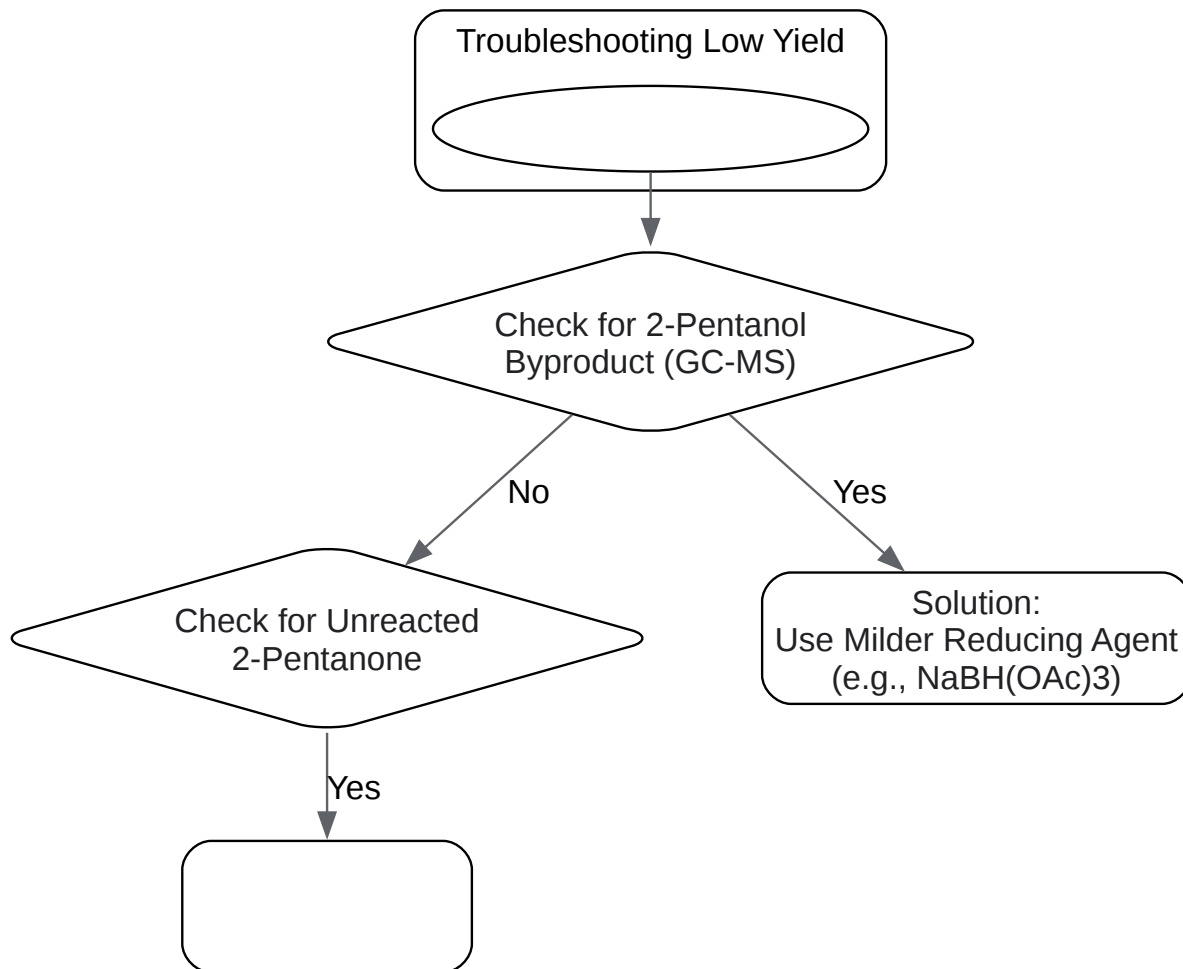 Troubleshooting Low Yield
Check for 2-Pentanol
Byproduct (GC-MS)
No
Yes
Check for Unreacted
2-Pentanone
Solution:
Use Milder Reducing Agent
(e.g., NaBH(OAc)3)
Yes